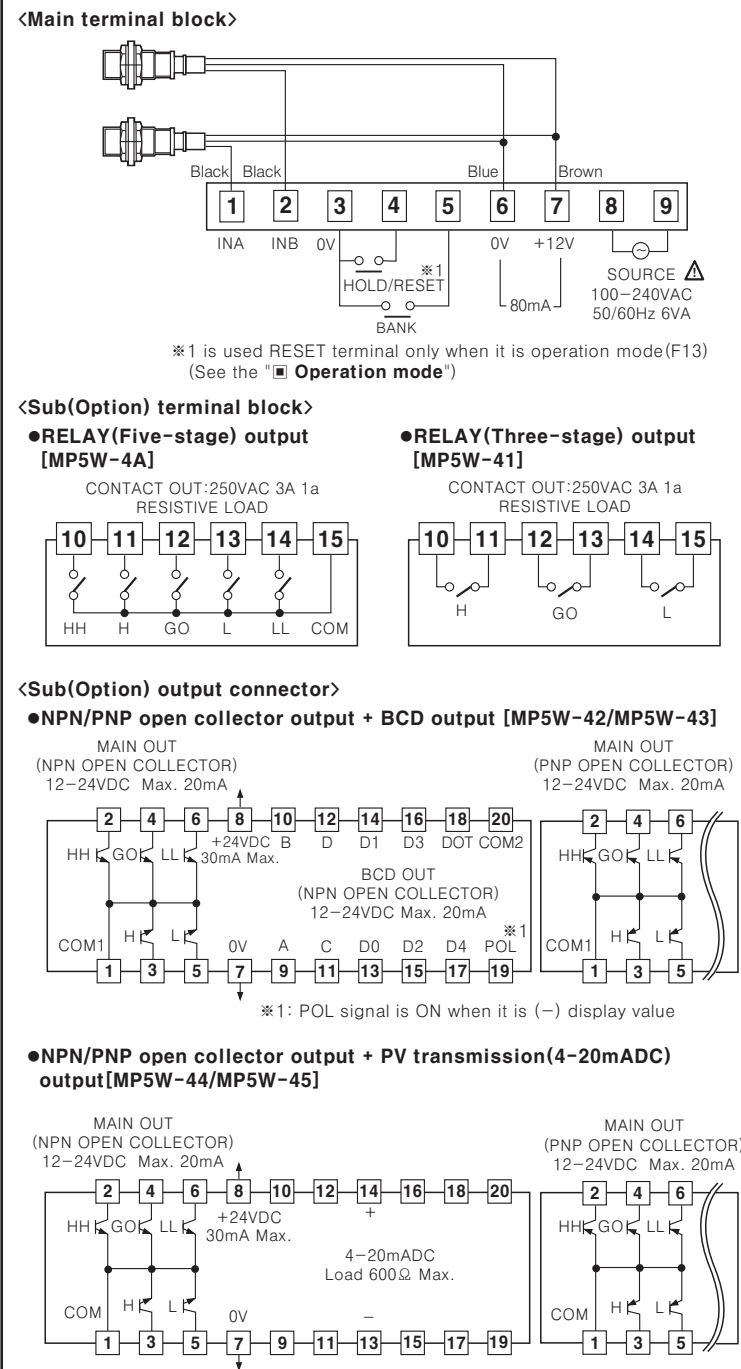 <Main terminal block>
Black Black Blue Brown
1 2 3 4 5 6 7 8 9
INA INB 0V 0V +12V
HOLD/RESET ※1
BANK
80mA
SOURCE ⚠
100-240VAC
50/60Hz 6VA
※1 is used RESET terminal only when it is operation mode(F13)
(See the "▣ Operation mode")
<Sub(Option) terminal block>
●RELAY(Five-stage) output
[MP5W-4A]
CONTACT OUT:250VAC 3A 1a
RESISTIVE LOAD
10 11 12 13 14 15
HH H GO L LL COM
●RELAY(Three-stage) output
[MP5W-41]
CONTACT OUT:250VAC 3A 1a
RESISTIVE LOAD
10 11 12 13 14 15
H GO L
<Sub(Option) output connector>
●NPN/PNP open collector output + BCD output [MP5W-42/MP5W-43]
MAIN OUT
(NPN OPEN COLLECTOR)
12-24VDC Max. 20mA
2 4 6 8 10 12 14 16 18 20
HH GO LL +24VDC B D D1 D3 DOT COM2
30mA Max.
BCD OUT
(NPN OPEN COLLECTOR)
12-24VDC Max. 20mA
※1
COM1 H L 0V A C D0 D2 D4 POL
1 3 5 7 9 11 13 15 17 19
MAIN OUT
(PNP OPEN COLLECTOR)
12-24VDC Max. 20mA
2 4 6
HH GO LL
COM1 H L
1 3 5
※1: POL signal is ON when it is (-) display value
●NPN/PNP open collector output + PV transmission(4-20mADC)
output[MP5W-44/MP5W-45]
MAIN OUT
(NPN OPEN COLLECTOR)
12-24VDC Max. 20mA
2 4 6 8 10 12 14 16 18 20
HH GO LL +24VDC +
30mA Max.
4-20mADC
Load 600Ω Max.
COM H L 0V -
1 3 5 7 9 11 13 15 17 19
MAIN OUT
(PNP OPEN COLLECTOR)
12-24VDC Max. 20mA
2 4 6
HH GO LL
COM H L
1 3 5